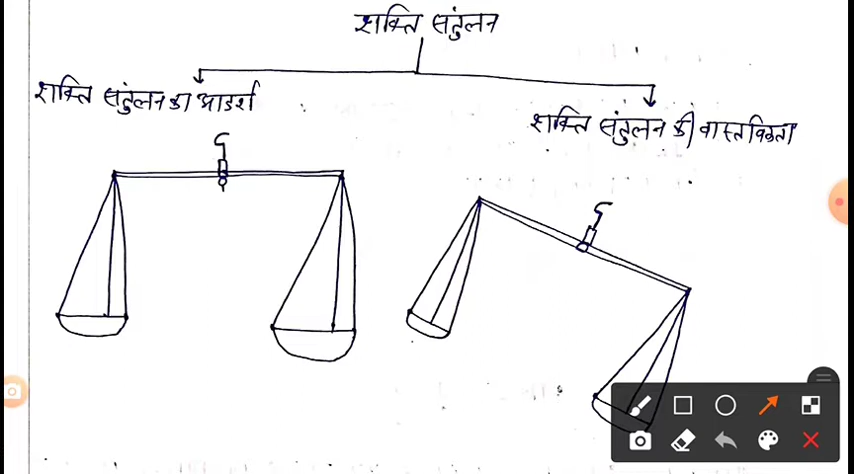 शक्ति संतुलन
शक्ति संतुलन का आदर्श
शक्ति संतुलन की वास्तविकता